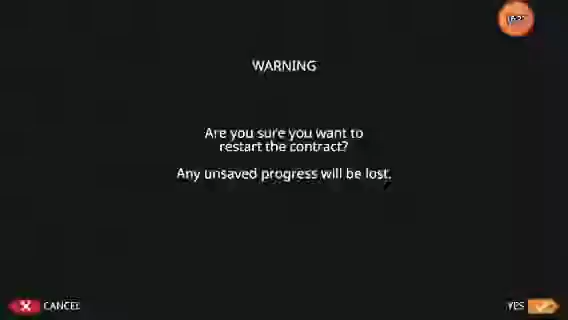 WARNING
Are you sure you want to
restart the contract?
Any unsaved progress will be lost.
CANCEL
YES